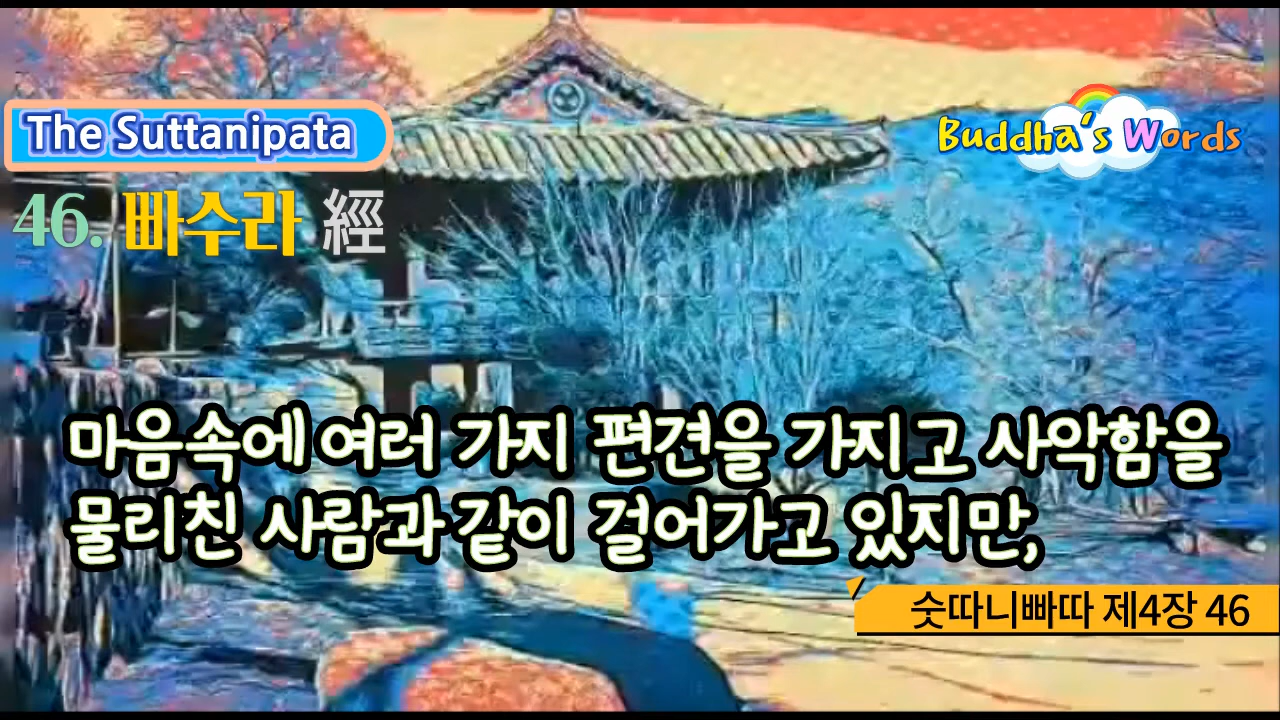 The Suttanipata
Buddha's Words
46. 빠수라 經
마음속에 여러 가지 편견을 가지고 사악함을
물리친 사람과 같이 걸어가고 있지만,
숫따니빠따 제4장 46